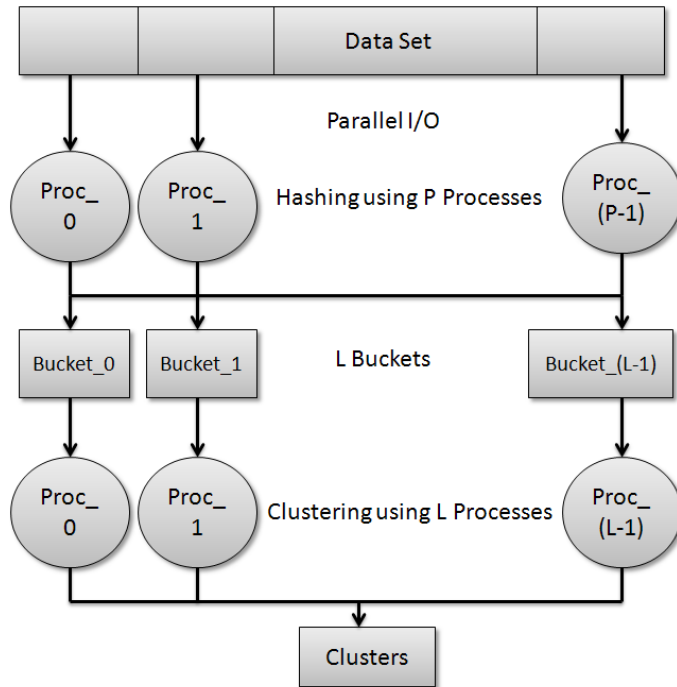 Data Set
Parallel I/O
Proc_
0
Proc_
1
Hashing using P Processes
Proc_
(P-1)
Bucket_0
Bucket_1
L Buckets
Bucket_(L-1)
Proc_
0
Proc_
1
Clustering using L Processes
Proc_
(L-1)
Clusters